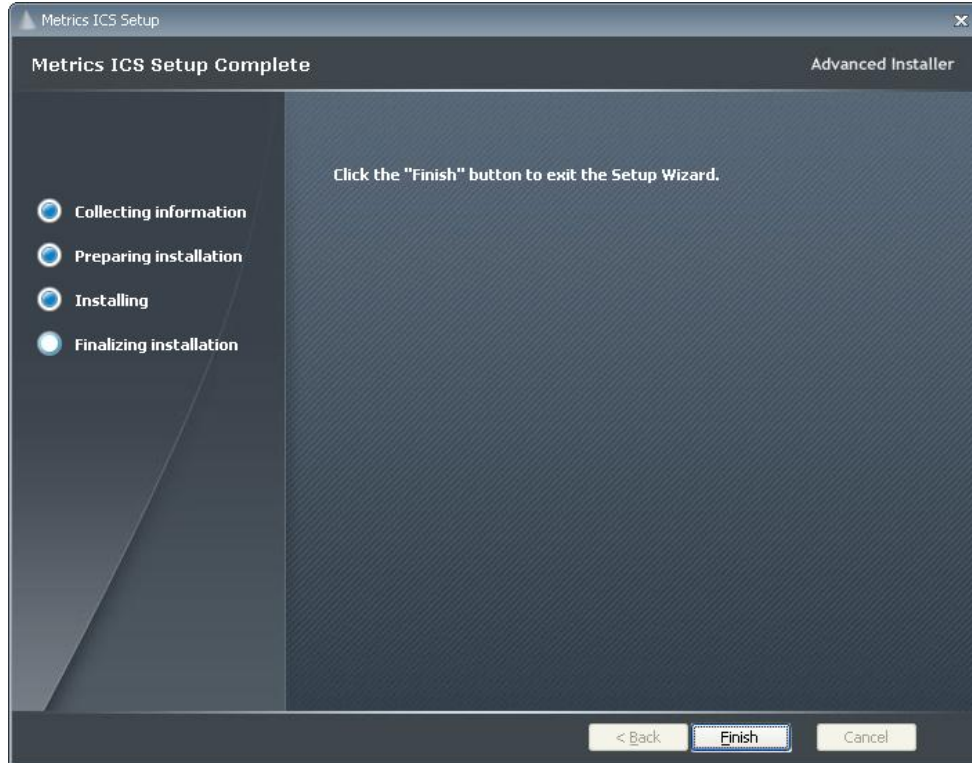 Metrics ICS Setup
Metrics ICS Setup Complete
Advanced Installer
Click the "Finish" button to exit the Setup Wizard.
Collecting information
Preparing installation
Installing
Finalizing installation
< Back
Finish
Cancel